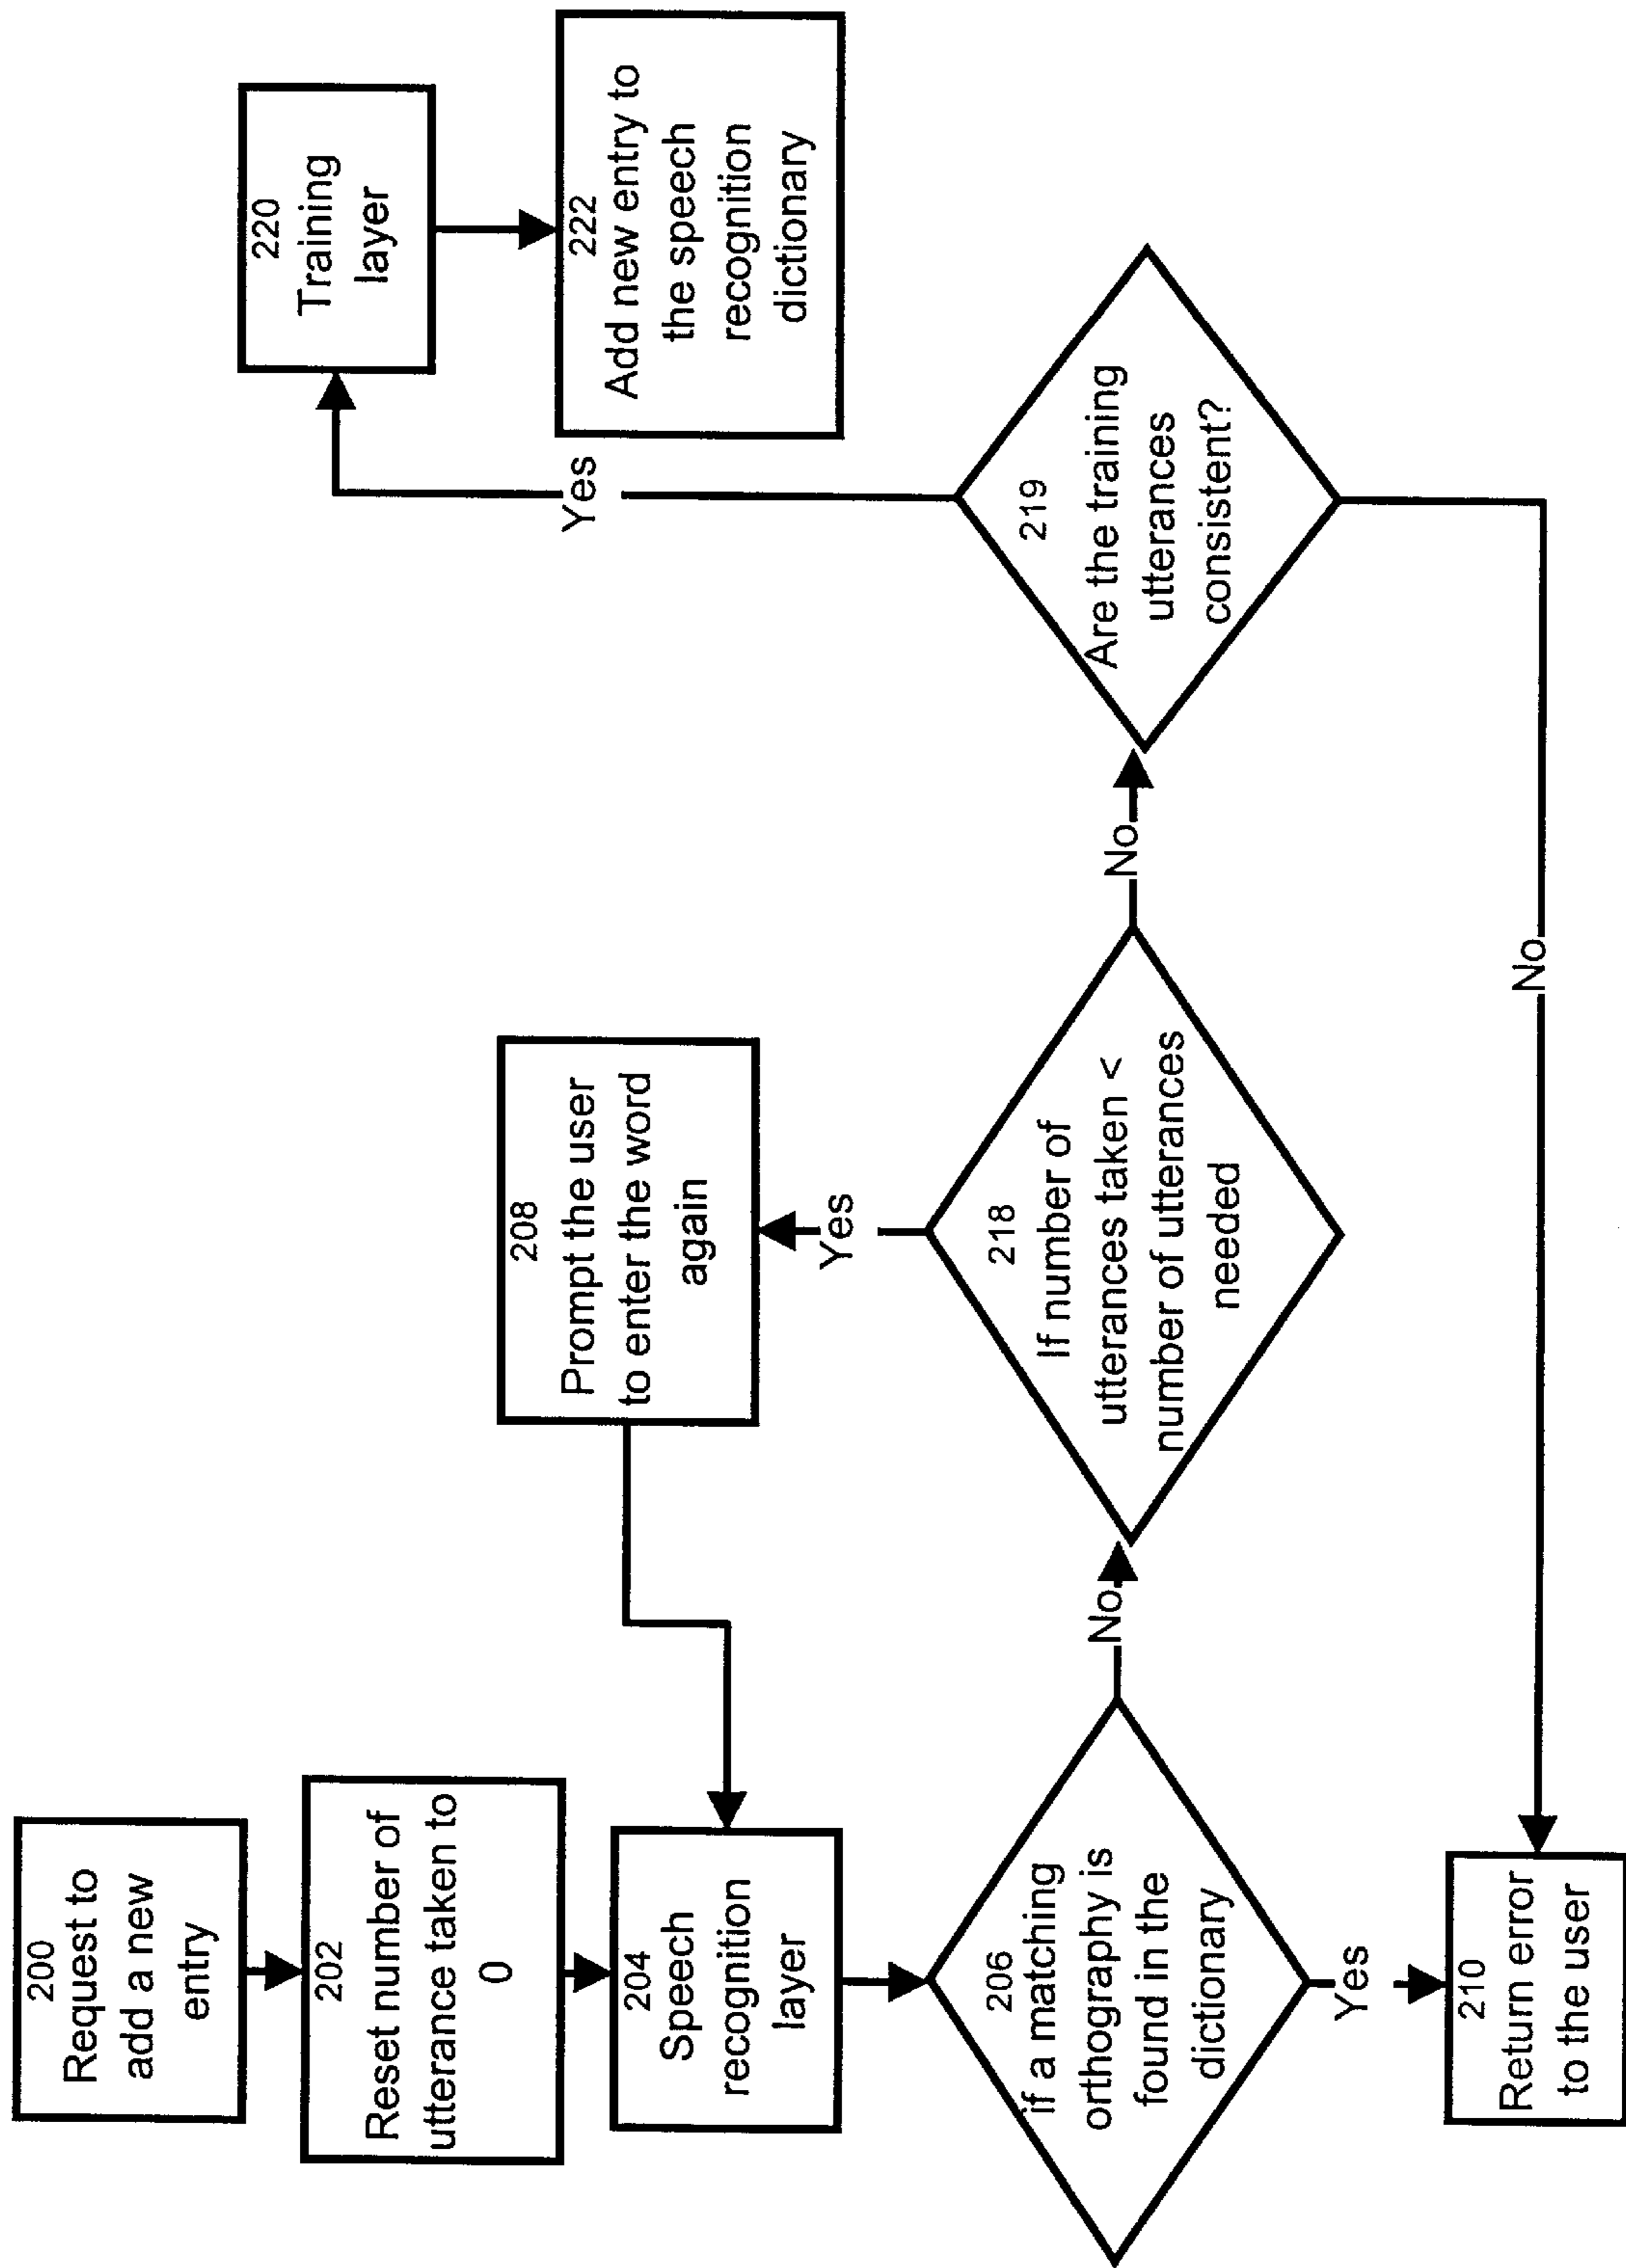 200
Request to
add a new
entry
202
Reset number of
utterance taken to
0
204
Speech
recognition
layer
206
if a matching
orthography is
found in the
dictionary
Yes
210
Return error
to the user
No
208
Prompt the user
to enter the word
again
Yes
218
If number of
utterances taken <
number of utterances
needed
No
219
Are the training
utterances
consistent?
No
Yes
220
Training
layer
222
Add new entry to
the speech
recognition
dictionary